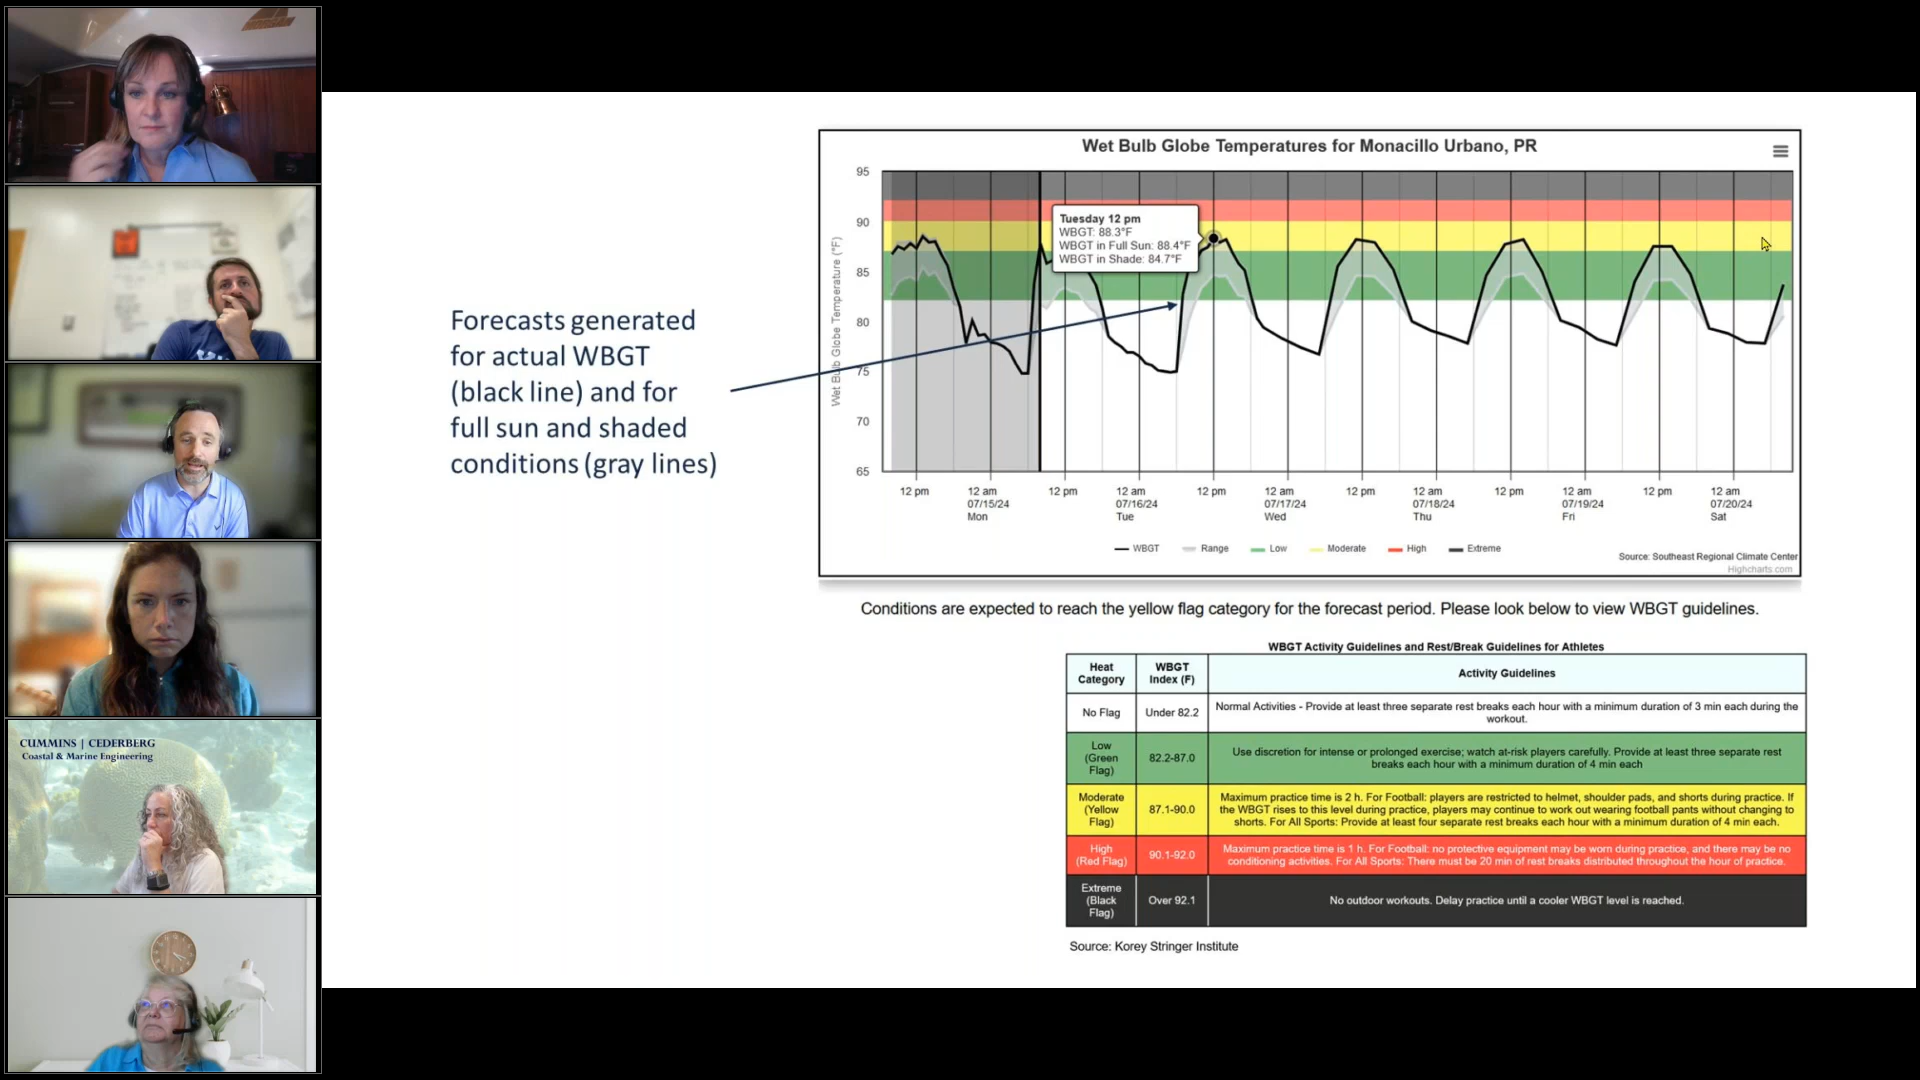 CUMMINS | CEDERBERG
Coastal & Marine Engineering
Forecasts generated
for actual WBGT
(black line) and for
full sun and shaded
conditions (gray lines)
Wet Bulb Globe Temperatures for Monacillo Urbano, PR
Wet Bulb Globe Temperature (°F)
95
90
85
80
75
70
65
Tuesday 12 pm
WBGT: 88.3°F
WBGT in Full Sun: 88.4°F
WBGT in Shade: 84.7°F
12 pm 12 am 12 pm 12 am 12 pm 12 am 12 pm 12 am 12 pm 12 am 12 pm 12 am
07/15/24 07/16/24 07/17/24 07/18/24 07/19/24 07/20/24
Mon Tue Wed Thu Fri Sat
WBGT Range Low Moderate High Extreme
Source: Southeast Regional Climate Center
Highcharts.com
Conditions are expected to reach the yellow flag category for the forecast period. Please look below to view WBGT guidelines.
WBGT Activity Guidelines and Rest/Break Guidelines for Athletes
Heat
Category
WBGT
Index (F)
Activity Guidelines
No Flag
Under 82.2
Normal Activities - Provide at least three separate rest breaks each hour with a minimum duration of 3 min each during the
workout.
Low
(Green
Flag)
82.2-87.0
Use discretion for intense or prolonged exercise; watch at-risk players carefully. Provide at least three separate rest
breaks each hour with a minimum duration of 4 min each
Moderate
(Yellow
Flag)
87.1-90.0
Maximum practice time is 2 h. For Football: players are restricted to helmet, shoulder pads, and shorts during practice. If
the WBGT rises to this level during practice, players may continue to work out wearing football pants without changing to
shorts. For All Sports: Provide at least four separate rest breaks each hour with a minimum duration of 4 min each.
High
(Red Flag)
90.1-92.0
Maximum practice time is 1 h. For Football: no protective equipment may be worn during practice, and there may be no
conditioning activities. For All Sports: There must be 20 min of rest breaks distributed throughout the hour of practice.
Extreme
(Black
Flag)
Over 92.1
No outdoor workouts. Delay practice until a cooler WBGT level is reached.
Source: Korey Stringer Institute